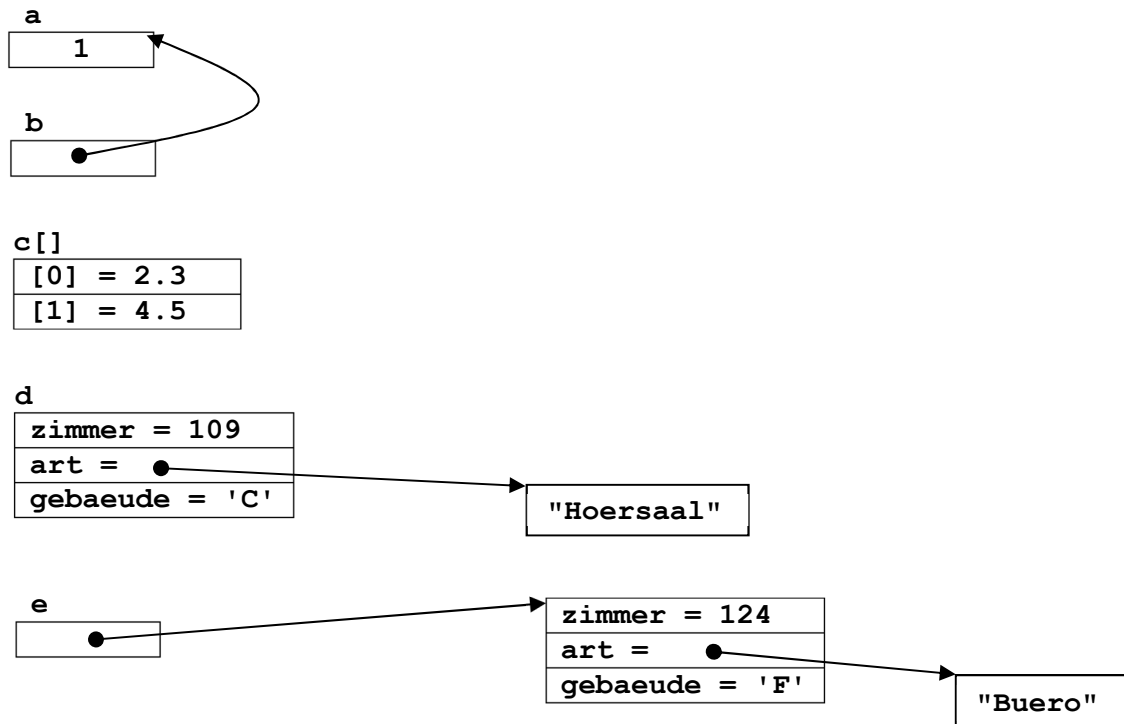 a
1
b
c[]
[0] = 2.3
[1] = 4.5
d
zimmer = 109
art =
gebaeude = 'C'
"Hoersaal"
e
zimmer = 124
art =
gebaeude = 'F'
"Buero"